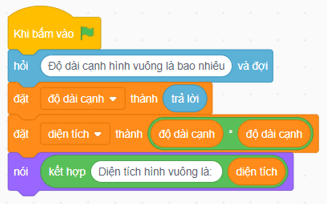 Khi bấm vào
hỏi Độ dài cạnh hình vuông là bao nhiêu và đợi
đặt độ dài cạnh thành trả lời
đặt diện tích thành độ dài cạnh * độ dài cạnh
nói kết hợp Diện tích hình vuông là: diện tích